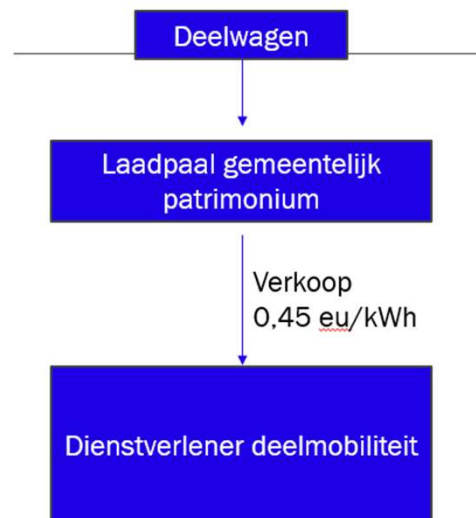 Deelwagen
Laadpaal gemeentelijk
patrimonium
Verkoop
0,45 eu/kWh
Dienstverlener deelmobiliteit